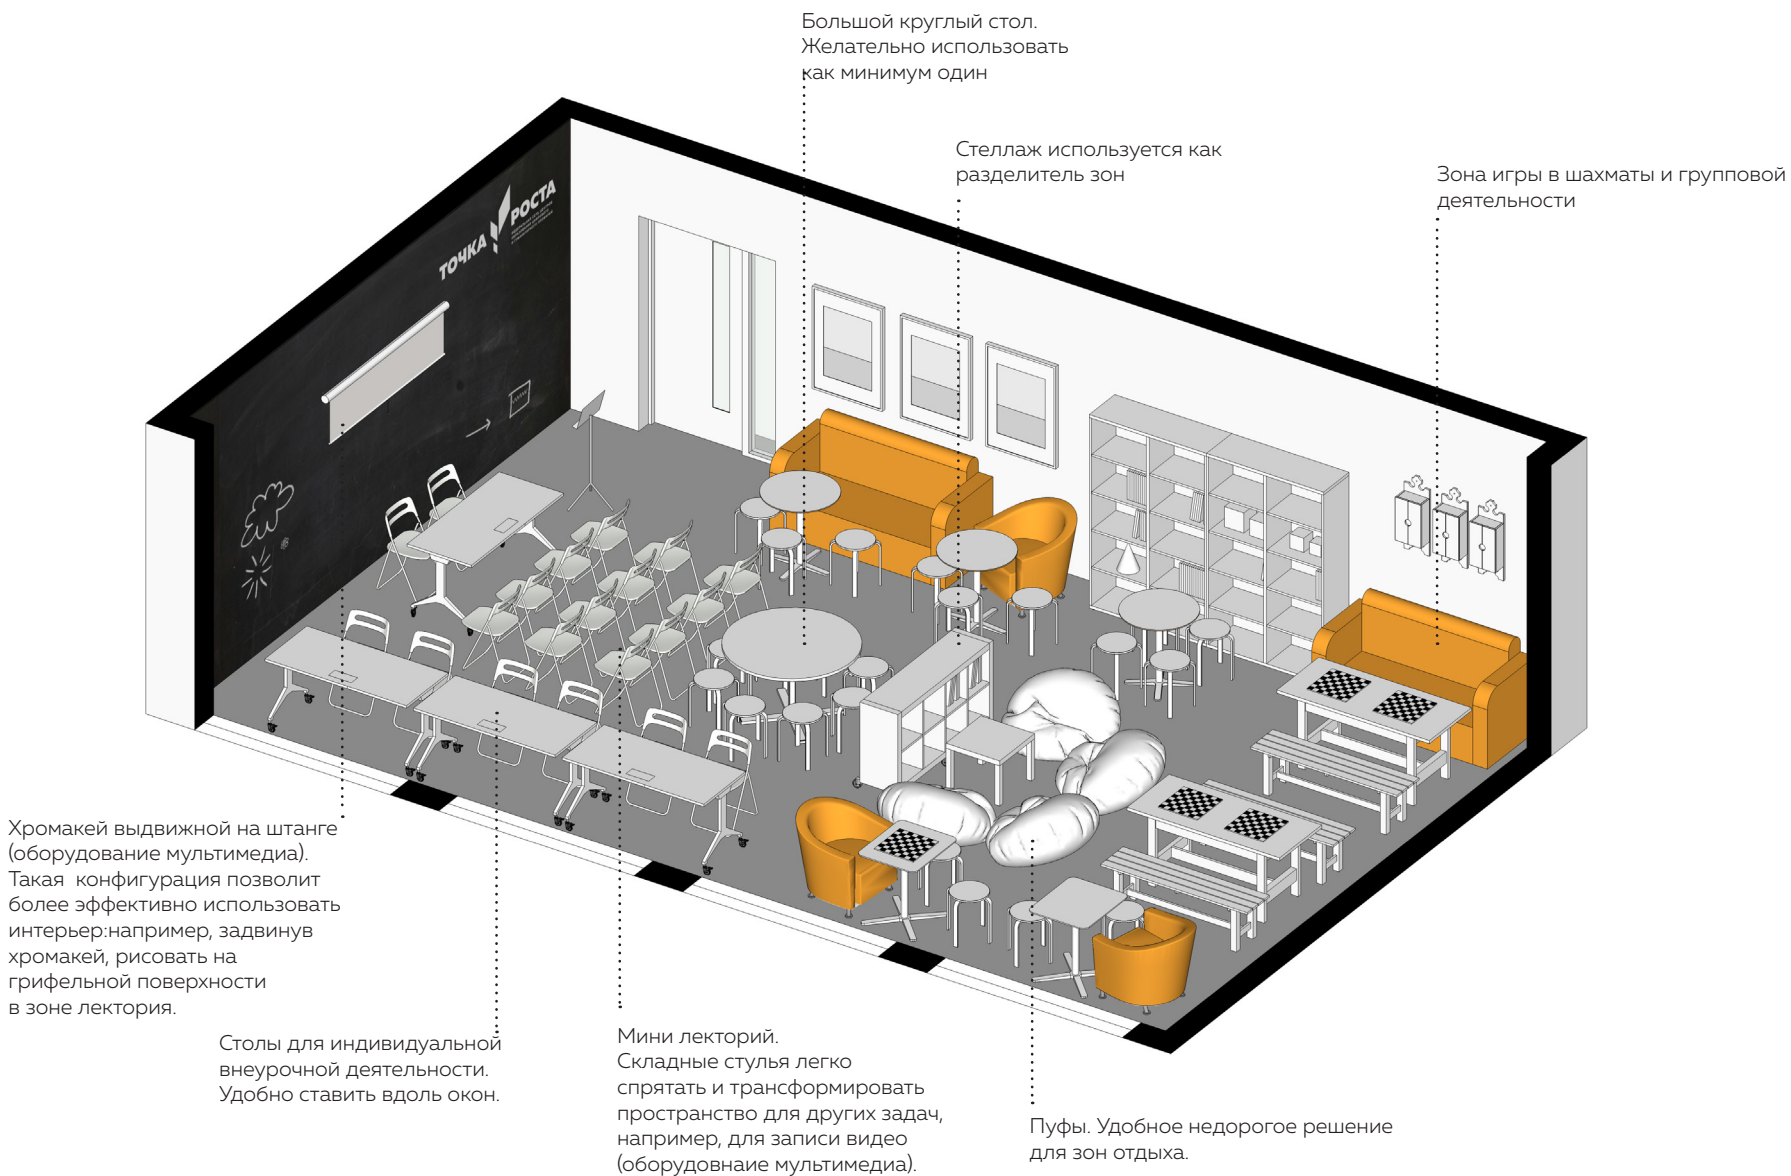 Большой круглый стол.
Желательно использовать
как минимум один
Стеллаж используется как
разделитель зон
Зона игры в шахматы и групповой
деятельности
ТОЧКА РОСТА
Хромакей выдвижной на штанге
(оборудование мультимедиа).
Такая конфигурация позволит
более эффективно использовать
интерьер:например, задвинув
хромакей, рисовать на
грифельной поверхности
в зоне лектория.
Столы для индивидуальной
внеурочной деятельности.
Удобно ставить вдоль окон.
Мини лекторий.
Складные стулья легко
спрятать и трансформировать
пространство для других задач,
например, для записи видео
(оборудовнаие мультимедиа).
Пуфы. Удобное недорогое решение
для зон отдыха.